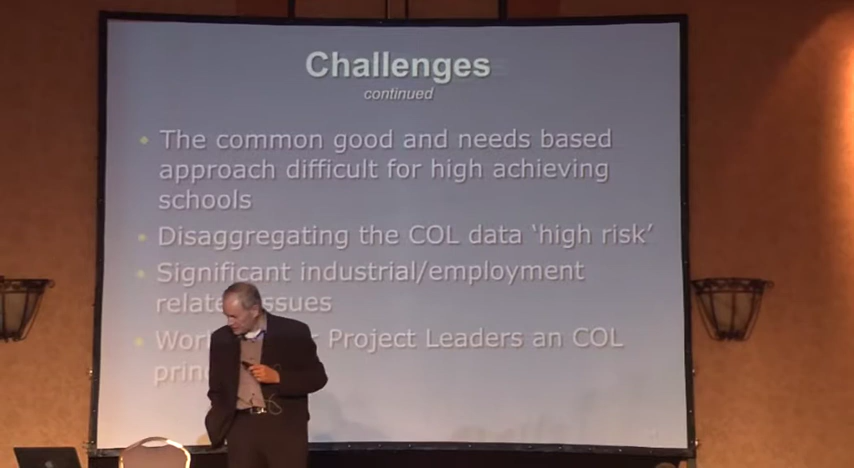 Challenges
continued
• The common good and needs based
approach difficult for high achieving
schools
• Disaggregating the COL data ‘high risk’
• Significant industrial/employment
related issues
• Project Leaders an COL